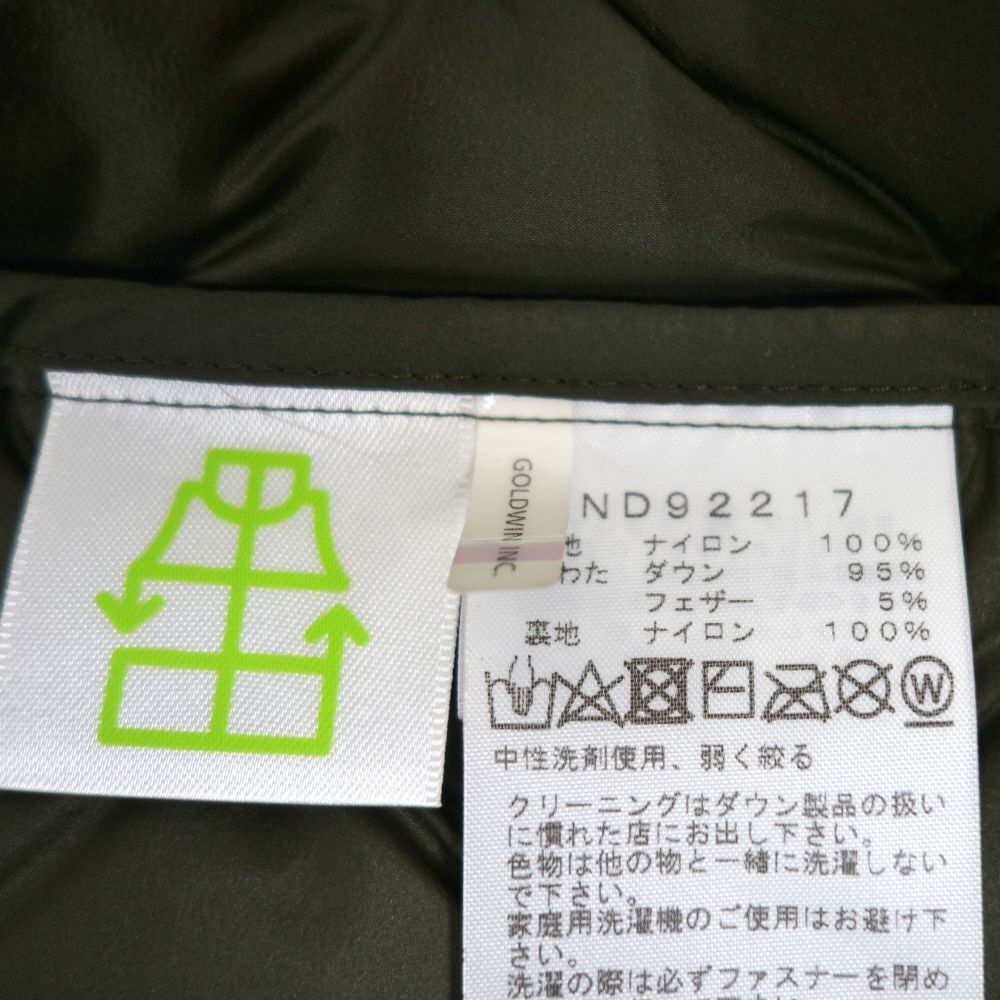 GOLDWIN INC.
ND92217
地 ナイロン 100%
わた ダウン 95%
フェザー 5%
裏地 ナイロン 100%
W
中性洗剤使用、弱く絞る
クリーニングはダウン製品の扱い
に慣れた店にお出し下さい。
色物は他の物と一緒に洗濯しない
で下さい。
家庭用洗濯機のご使用はお避け下
さい。
洗濯の際は必ずファスナーを閉め